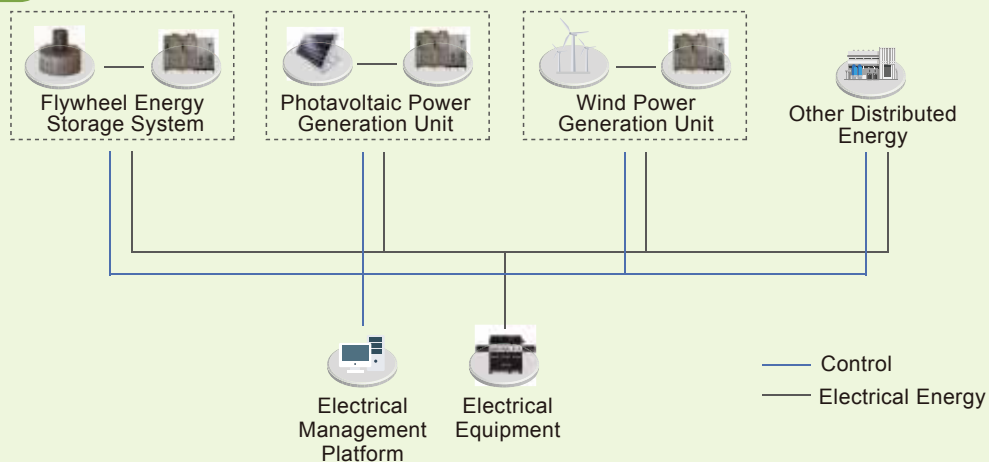 Flywheel Energy
Storage System
Photavoltaic Power
Generation Unit
Wind Power
Generation Unit
Other Distributed
Energy
Electrical
Management
Platform
Electrical
Equipment
Control
Electrical Energy